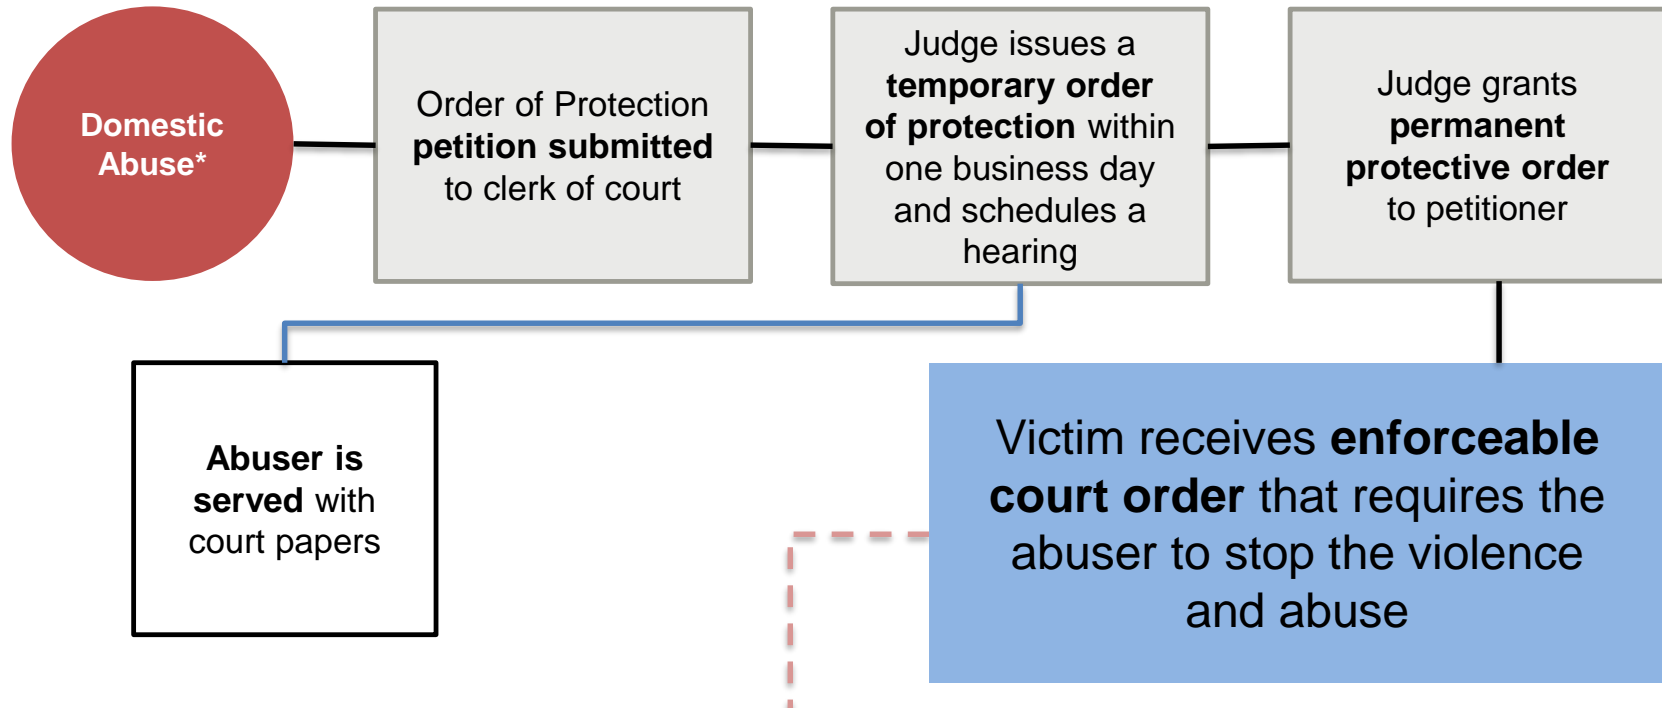 Domestic
Abuse*
Order of Protection
petition submitted
to clerk of court
Judge issues a
temporary order
of protection within
one business day
and schedules a
hearing
Judge grants
permanent
protective order
to petitioner
Abuser is
served with
court papers
Victim receives enforceable
court order that requires the
abuser to stop the violence
and abuse